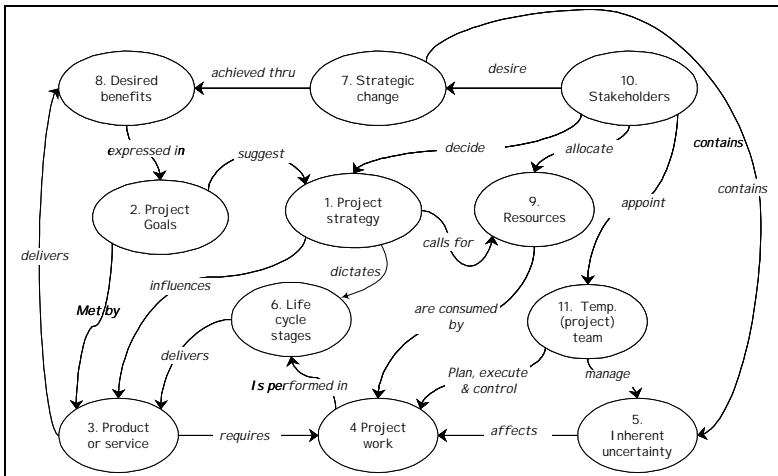 8. Desired
benefits
achieved thru
7. Strategic
change
desire
10.
Stakeholders
expressed in
suggest
decide
allocate
contains
contains
2. Project
Goals
1. Project
strategy
9.
Resources
appoint
calls for
delivers
dictates
influences
Met by
6. Life
cycle
stages
are consumed
by
11. Temp.
(project)
team
delivers
Is performed in
Plan, execute
& control
manage
3. Product
or service
requires
4 Project
work
affects
5.
Inherent
uncertainty